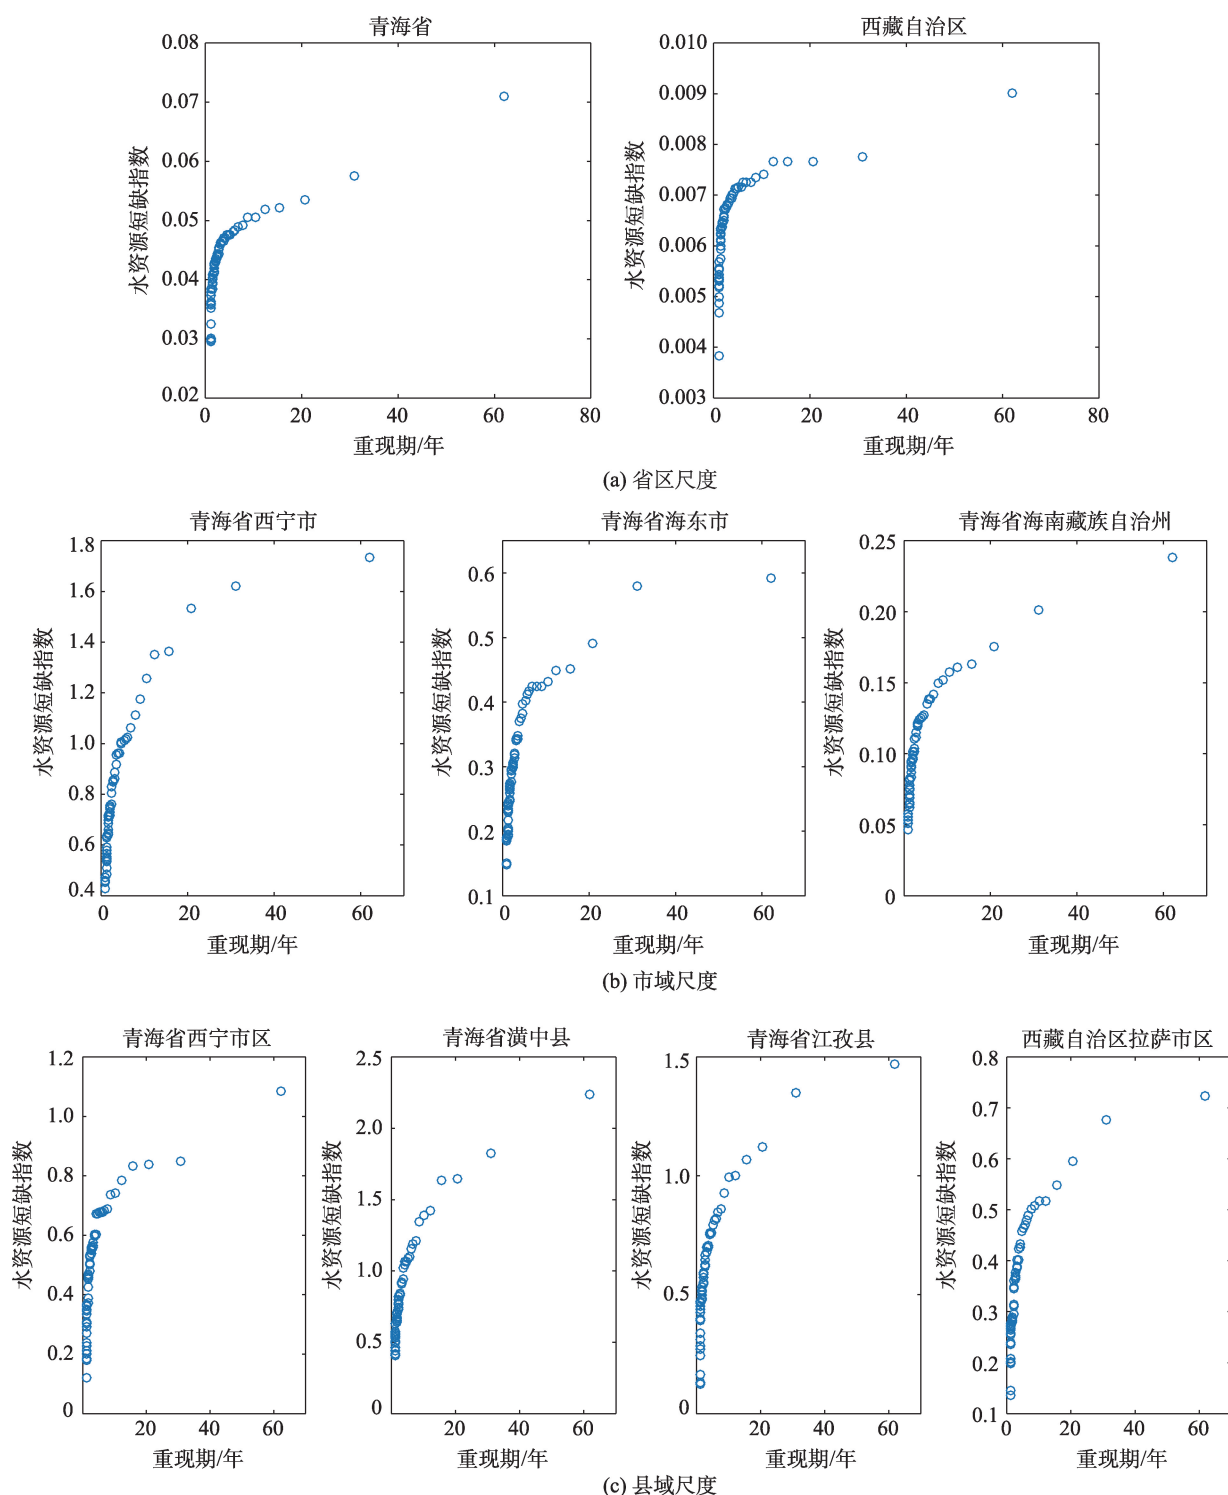 青海省
西藏自治区
0.08
0.07
0.06
0.05
0.04
0.03
0.02
水资源短缺指数
0 20 40 60 80
重现期/年
0.010
0.009
0.008
0.007
0.006
0.005
0.004
0.003
水资源短缺指数
0 20 40 60 80
重现期/年
(a) 省区尺度
青海省西宁市
青海省海东市
青海省海南藏族自治州
1.8
1.6
1.4
1.2
1.0
0.8
0.6
0.4
水资源短缺指数
0 20 40 60
重现期/年
0.6
0.5
0.4
0.3
0.2
0.1
水资源短缺指数
0 20 40 60
重现期/年
0.25
0.20
0.15
0.10
0.05
0
水资源短缺指数
20 40 60
重现期/年
(b) 市域尺度
青海省西宁市区
青海省潢中县
青海省江孜县
西藏自治区拉萨市区
1.2
1.0
0.8
0.6
0.4
0.2
0
水资源短缺指数
20 40 60
重现期/年
2.5
2.0
1.5
1.0
0.5
0
水资源短缺指数
20 40 60
重现期/年
1.5
1.0
0.5
0
水资源短缺指数
20 40 60
重现期/年
0.8
0.7
0.6
0.5
0.4
0.3
0.2
0.1
水资源短缺指数
0 20 40 60
重现期/年
(c) 县域尺度